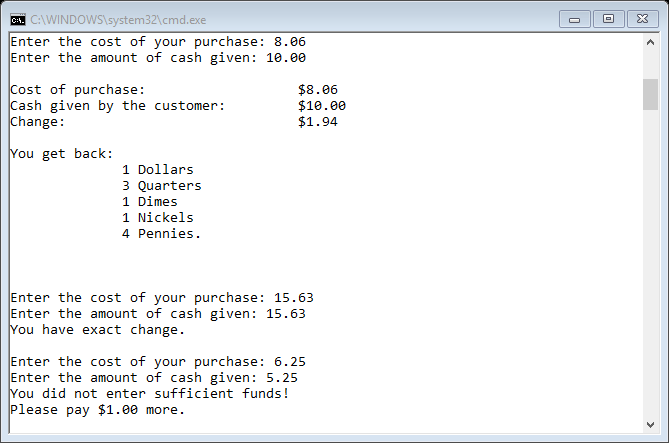 C:\WINDOWS\system32\cmd.exe
Enter the cost of your purchase: 8.06
Enter the amount of cash given: 10.00
Cost of purchase: $8.06
Cash given by the customer: $10.00
Change: $1.94
You get back:
1 Dollars
3 Quarters
1 Dimes
1 Nickels
4 Pennies.
Enter the cost of your purchase: 15.63
Enter the amount of cash given: 15.63
You have exact change.
Enter the cost of your purchase: 6.25
Enter the amount of cash given: 5.25
You did not enter sufficient funds!
Please pay $1.00 more.